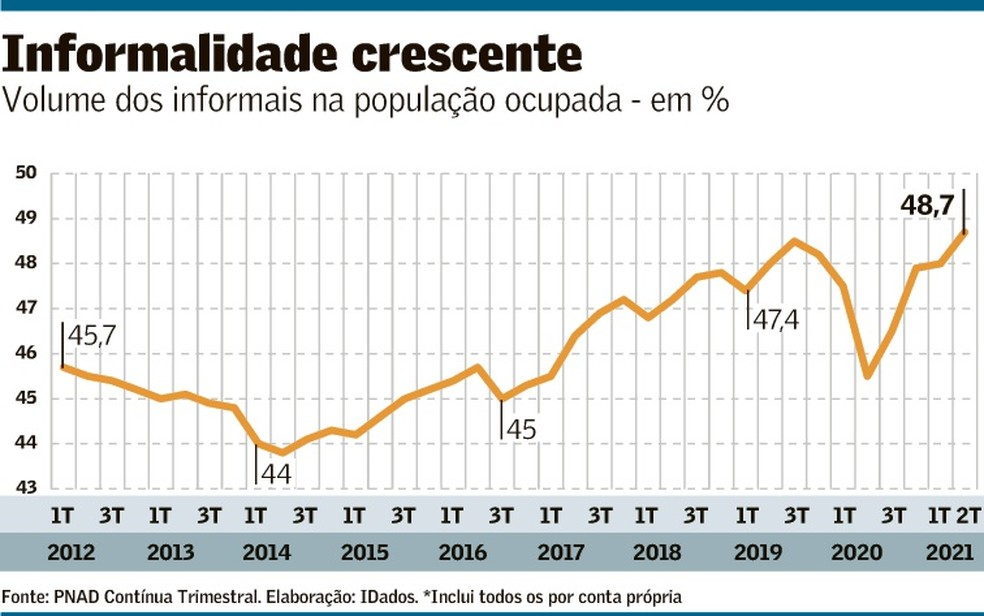 Informalidade crescente
Volume dos informais na população ocupada - em %
50
49
48,7
48
47
47,4
46
45,7
45
45
44
44
43
1T 3T 1T 3T 1T 3T 1T 3T 1T 3T 1T 3T 1T 3T 1T 3T 1T 3T 1T 2T
2012 2013 2014 2015 2016 2017 2018 2019 2020 2021
Fonte: PNAD Contínua Trimestral. Elaboração: IDados. *Inclui todos os por conta própria